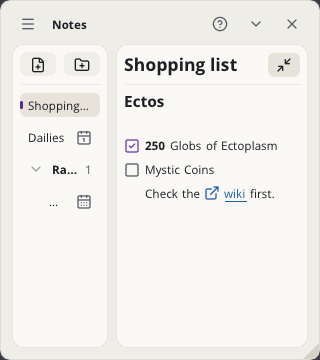 Notes
Shopping...
Dailies
Ra... 1
...
Shopping list
Ectos
250 Globs of Ectoplasm
Mystic Coins
Check the wiki first.